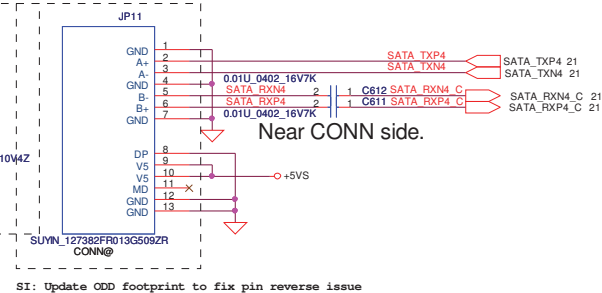 JP11
GND 1
A+ 2 SATA_TXP4 SATA_TXP4 21
A- 3 SATA_TXN4 SATA_TXN4 21
GND 4 0.01U_0402_16V7K
B- 5 SATA_RXN4 2 1 C612 SATA_RXN4_C SATA_RXN4_C 21
B+ 6 SATA_RXP4 2 1 C611 SATA_RXP4_C SATA_RXP4_C 21
GND 7 0.01U_0402_16V7K
Near CONN side.
DP 8
10V4Z
V5 9
V5 10 +5VS
MD 11
GND 12
GND 13
SUYIN_127382FR013G509ZR
CONN@
SI: Update ODD footprint to fix pin reverse issue